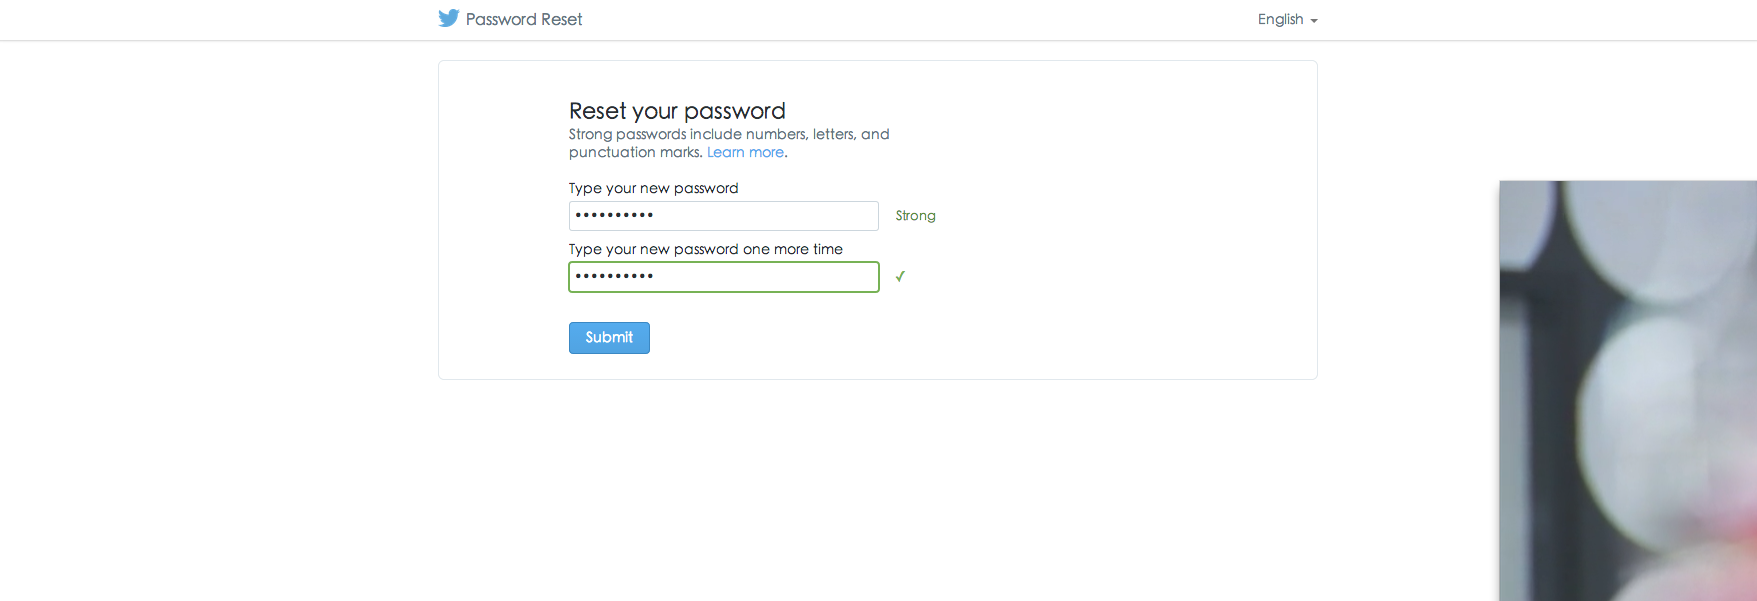 Password Reset
English
Reset your password
Strong passwords include numbers, letters, and
punctuation marks. Learn more.
Type your new password
••••••••••
Strong
Type your new password one more time
••••••••••
✓
Submit